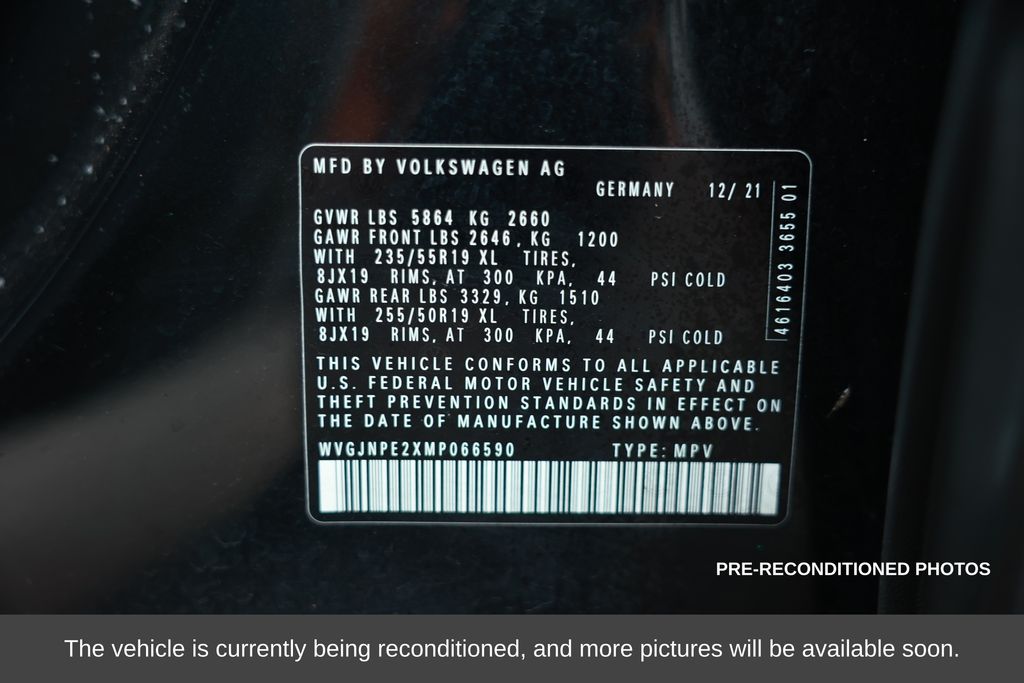 MFD BY VOLKSWAGEN AG
GERMANY 12/ 21
GVWR LBS 5864 KG 2660
GAWR FRONT LBS 2646, KG 1200
WITH 235/55R19 XL TIRES,
8JX19 RIMS, AT 300 KPA, 44 PSI COLD
GAWR REAR LBS 3329, KG 1510
WITH 255/50R19 XL TIRES,
8JX19 RIMS, AT 300 KPA, 44 PSI COLD
THIS VEHICLE CONFORMS TO ALL APPLICABLE
U.S. FEDERAL MOTOR VEHICLE SAFETY AND
THEFT PREVENTION STANDARDS IN EFFECT ON
THE DATE OF MANUFACTURE SHOWN ABOVE.
WVGJNPE2XMP066590 TYPE: MPV
4616403 3655 01
PRE-RECONDITIONED PHOTOS
The vehicle is currently being reconditioned, and more pictures will be available soon.